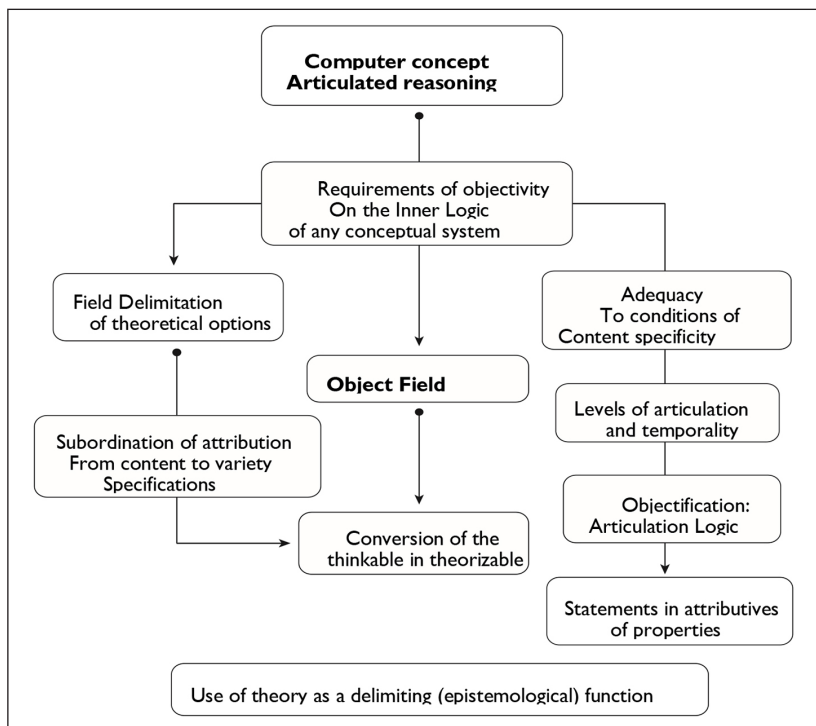 Computer concept
Articulated reasoning
Requirements of objectivity
On the Inner Logic
of any conceptual system
Field Delimitation
of theoretical options
Adequacy
To conditions of
Content specificity
Object Field
Levels of articulation
and temporality
Subordination of attribution
From content to variety
Specifications
Objectification:
Articulation Logic
Conversion of the
thinkable in theorizable
Statements in attributives
of properties
Use of theory as a delimiting (epistemological) function